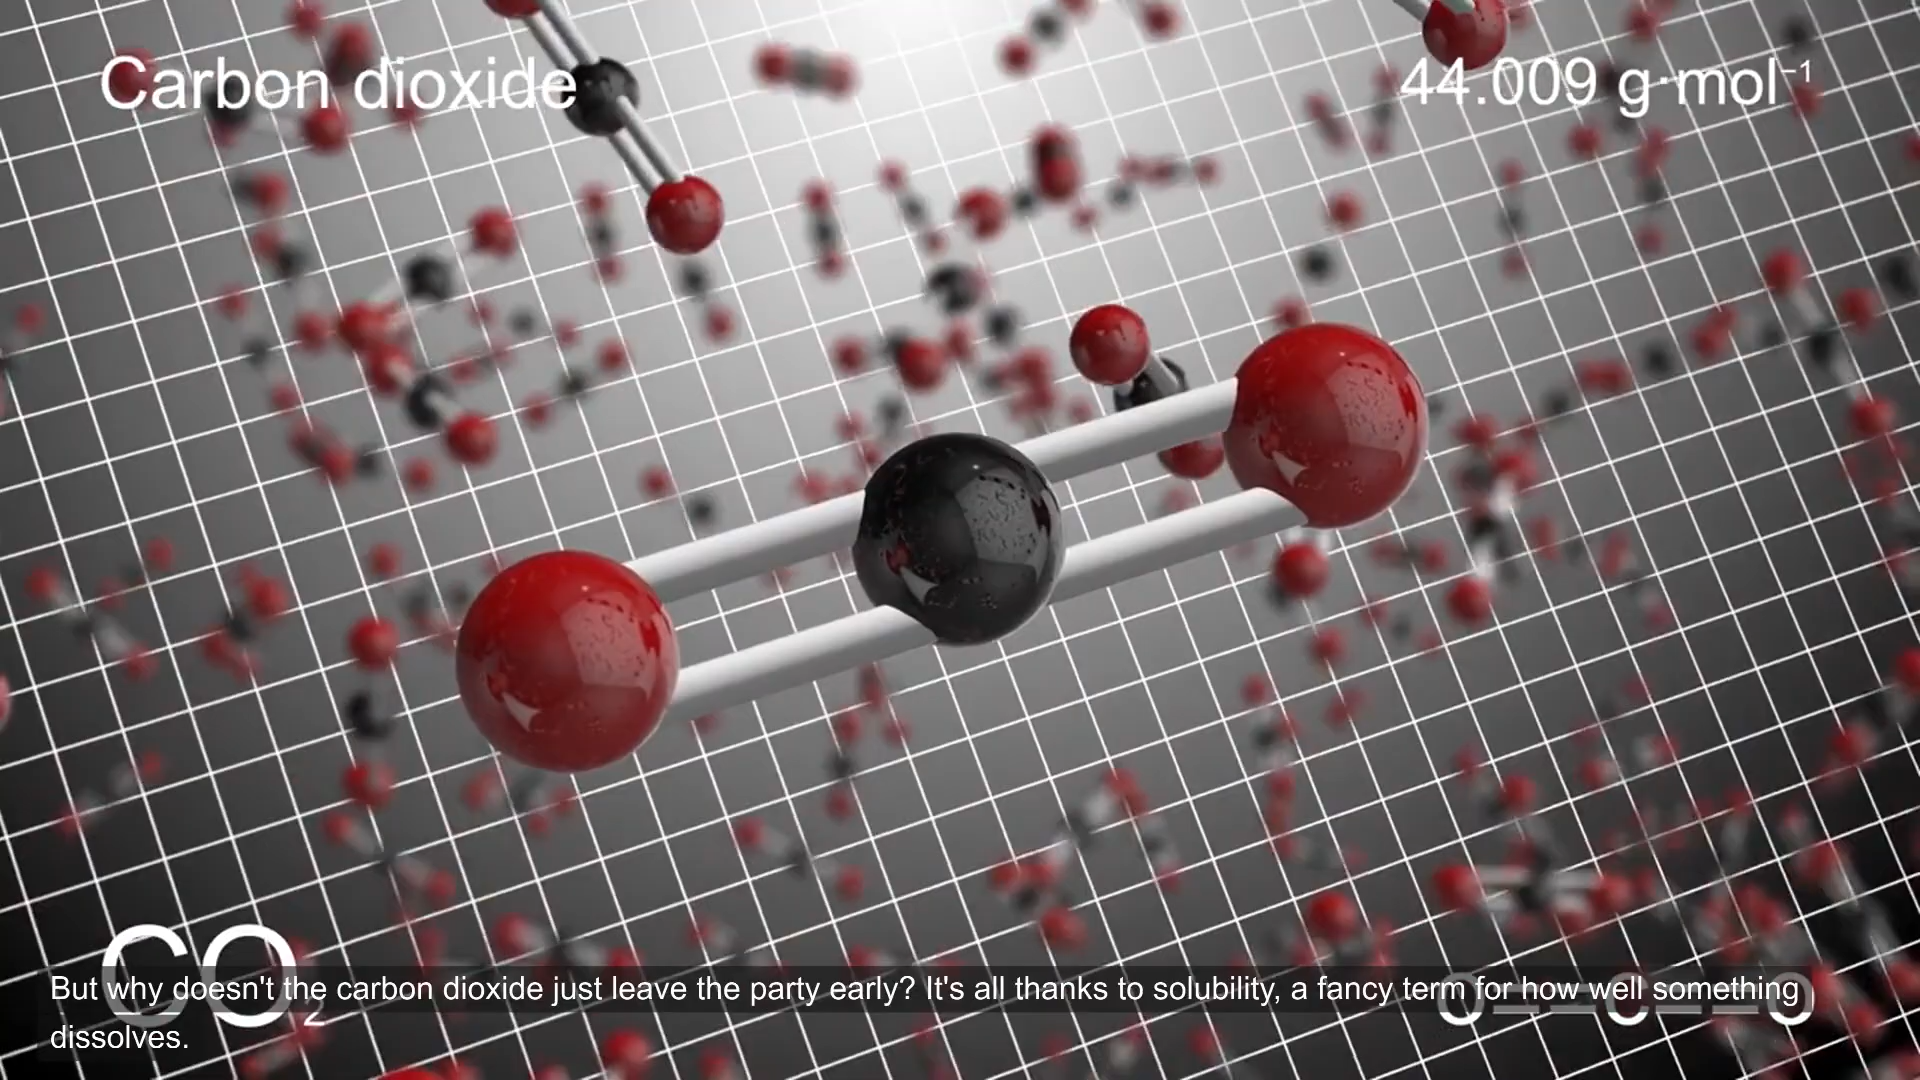 Carbon dioxide
44.009 g·mol⁻¹
CO₂
O=C=O
But why doesn't the carbon dioxide just leave the party early? It's all thanks to solubility, a fancy term for how well something
dissolves.